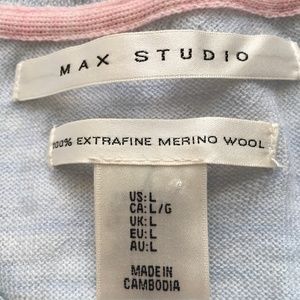 MAX STUDIO
100% EXTRAFINE MERINO WOOL
US:L
CA:L/G
UK:L
EU:L
AU:L
MADE IN
CAMBODIA